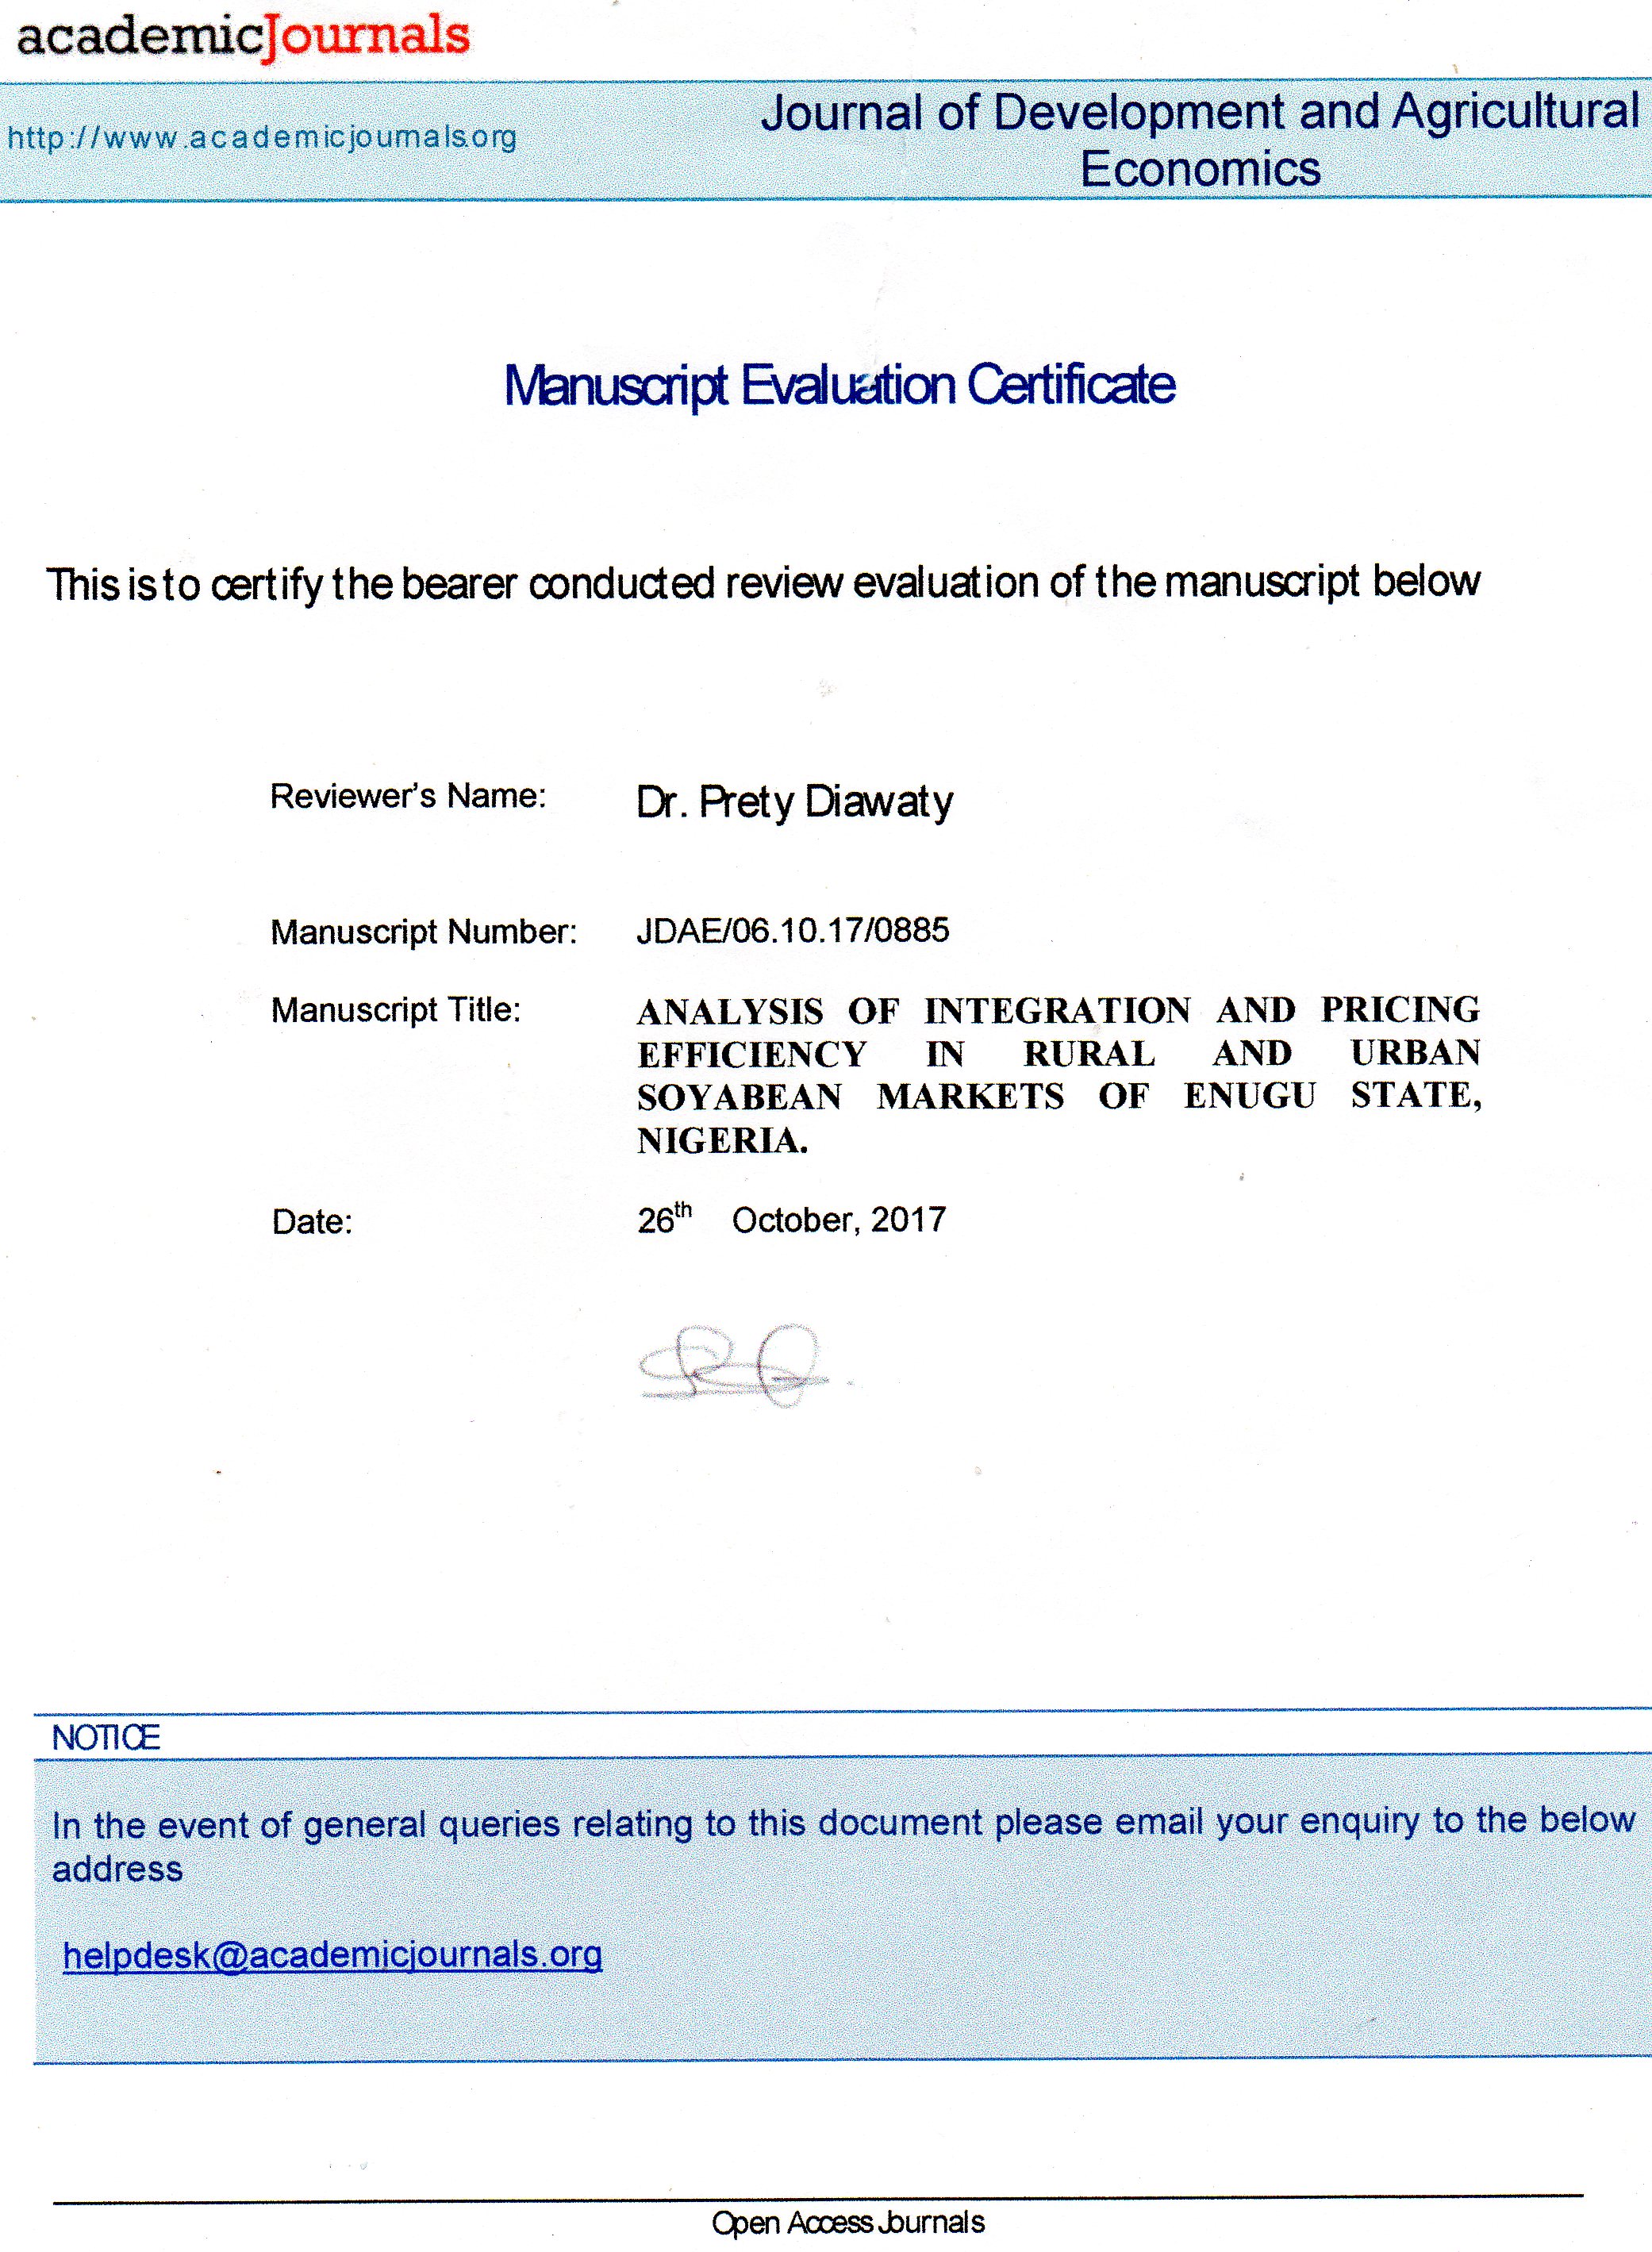 academicJournals
http://www.academicjournals.org
Journal of Development and Agricultural
Economics
Manuscript Evaluation Certificate
This is to certify the bearer conducted review evaluation of the manuscript below
Reviewer's Name: Dr. Prety Diawaty
Manuscript Number: JDAE/06.10.17/0885
Manuscript Title: ANALYSIS OF INTEGRATION AND PRICING
EFFICIENCY IN RURAL AND URBAN
SOYABEAN MARKETS OF ENUGU STATE,
NIGERIA.
Date: 26th October, 2017
NOTICE
In the event of general queries relating to this document please email your enquiry to the below
address
helpdesk@academicjournals.org
Open Access Journals